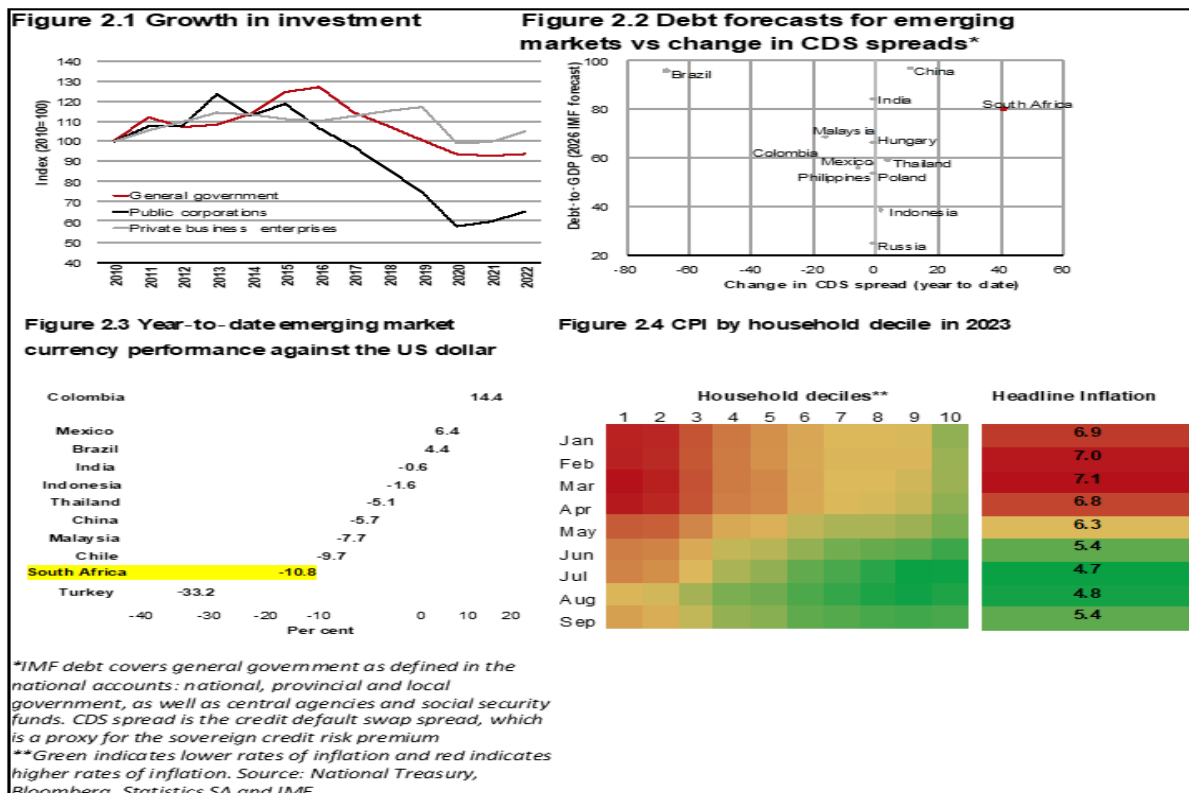 Figure 2.1 Growth in investment
140
130
120
110
100
90
80
70
60
50
40
Index (2010=100)
General government
Public corporations
Private business enterprises
2010 2011 2012 2013 2014 2015 2016 2017 2018 2019 2020 2021 2022
Figure 2.2 Debt forecasts for emerging
markets vs change in CDS spreads*
100
80
60
40
20
Debt-to-GDP (2026 IMF forecast)
Brazil
China
India
South Africa
Malaysia
Hungary
Colombia
Mexico
Thailand
Philippines
Poland
Indonesia
Russia
-80 -60 -40 -20 0 20 40 60
Change in CDS spread (year to date)
Figure 2.3 Year-to-date emerging market
currency performance against the US dollar
Colombia 14.4
Mexico 6.4
Brazil 4.4
India -0.6
Indonesia -1.6
Thailand -5.1
China -5.7
Malaysia -7.7
Chile -9.7
South Africa -10.8
Turkey -33.2
-40 -30 -20 -10 0 10 20
Per cent
Figure 2.4 CPI by household decile in 2023
Household deciles** Headline Inflation
1 2 3 4 5 6 7 8 9 10
Jan 6.9
Feb 7.0
Mar 7.1
Apr 6.8
May 6.3
Jun 5.4
Jul 4.7
Aug 4.8
Sep 5.4
*IMF debt covers general government as defined in the
national accounts: national, provincial and local
government, as well as central agencies and social security
funds. CDS spread is the credit default swap spread, which
is a proxy for the sovereign credit risk premium
**Green indicates lower rates of inflation and red indicates
higher rates of inflation. Source: National Treasury,
Bloomberg, Statistics SA and IMF